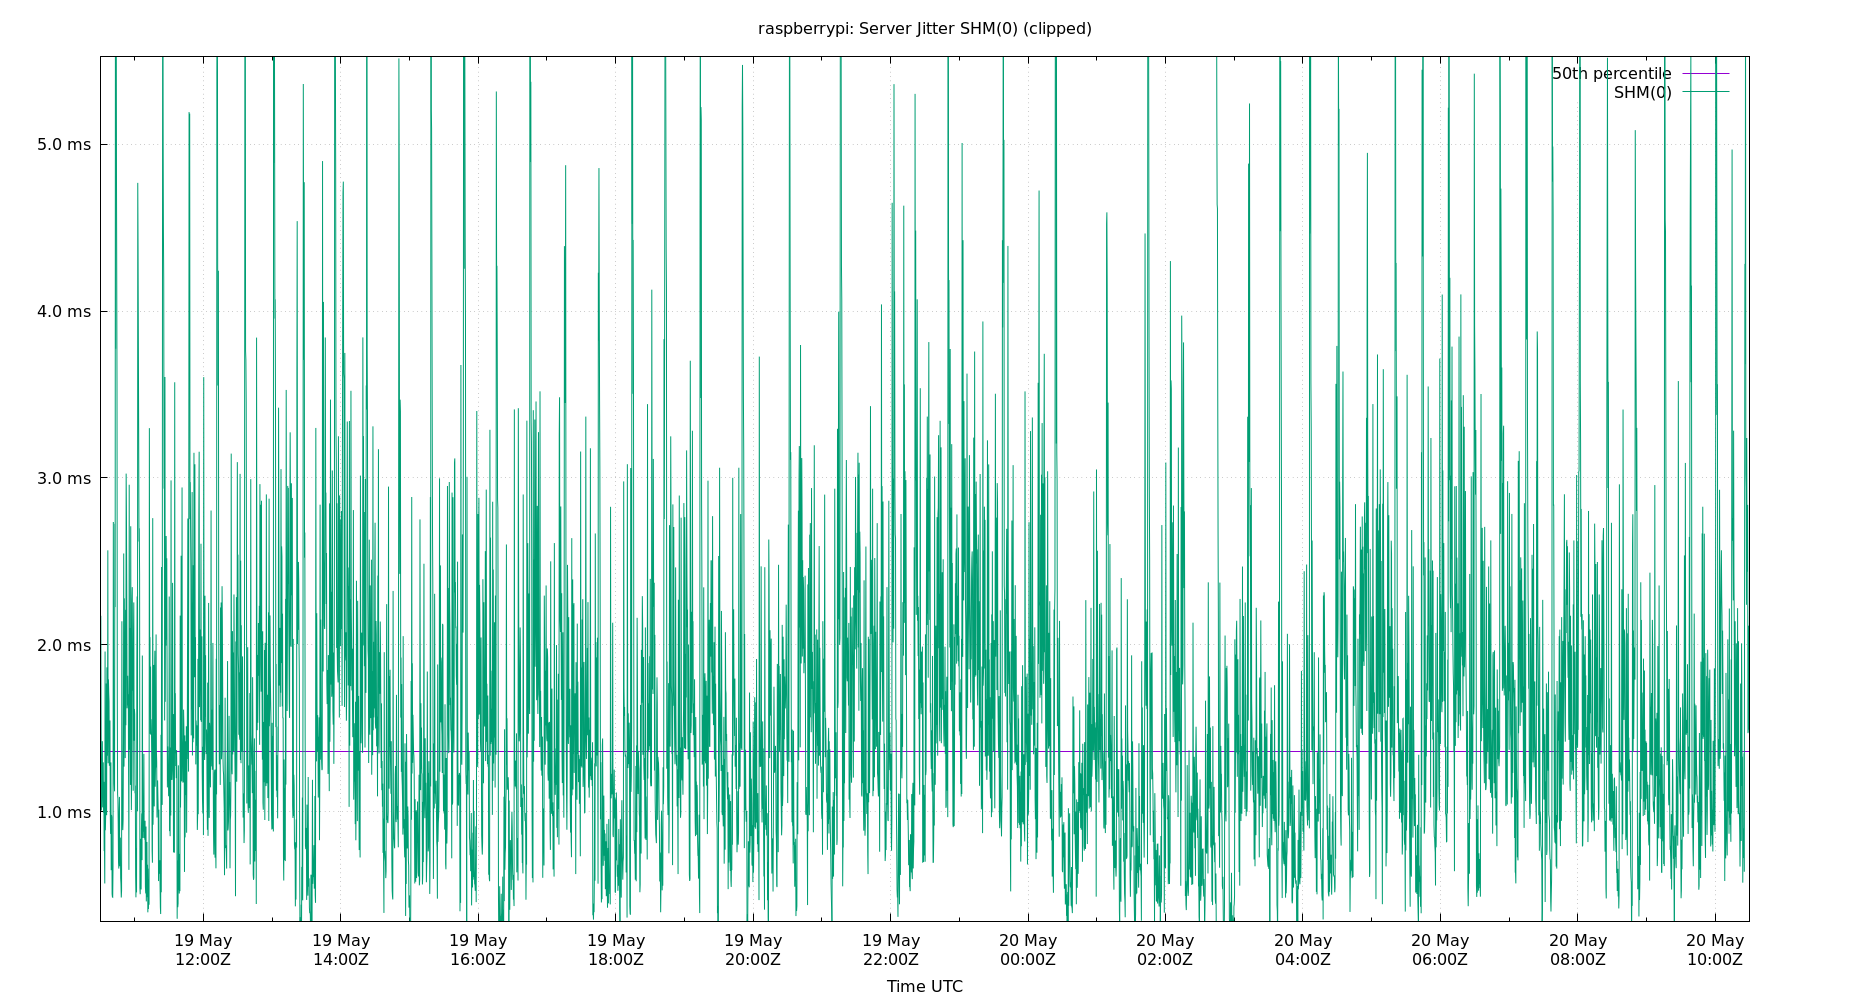 raspberrypi: Server Jitter SHM(0) (clipped)
50th percentile
SHM(0)
5.0 ms
4.0 ms
3.0 ms
2.0 ms
1.0 ms
19 May 19 May 19 May 19 May 19 May 19 May 20 May 20 May 20 May 20 May 20 May 20 May
12:00Z 14:00Z 16:00Z 18:00Z 20:00Z 22:00Z 00:00Z 02:00Z 04:00Z 06:00Z 08:00Z 10:00Z
Time UTC